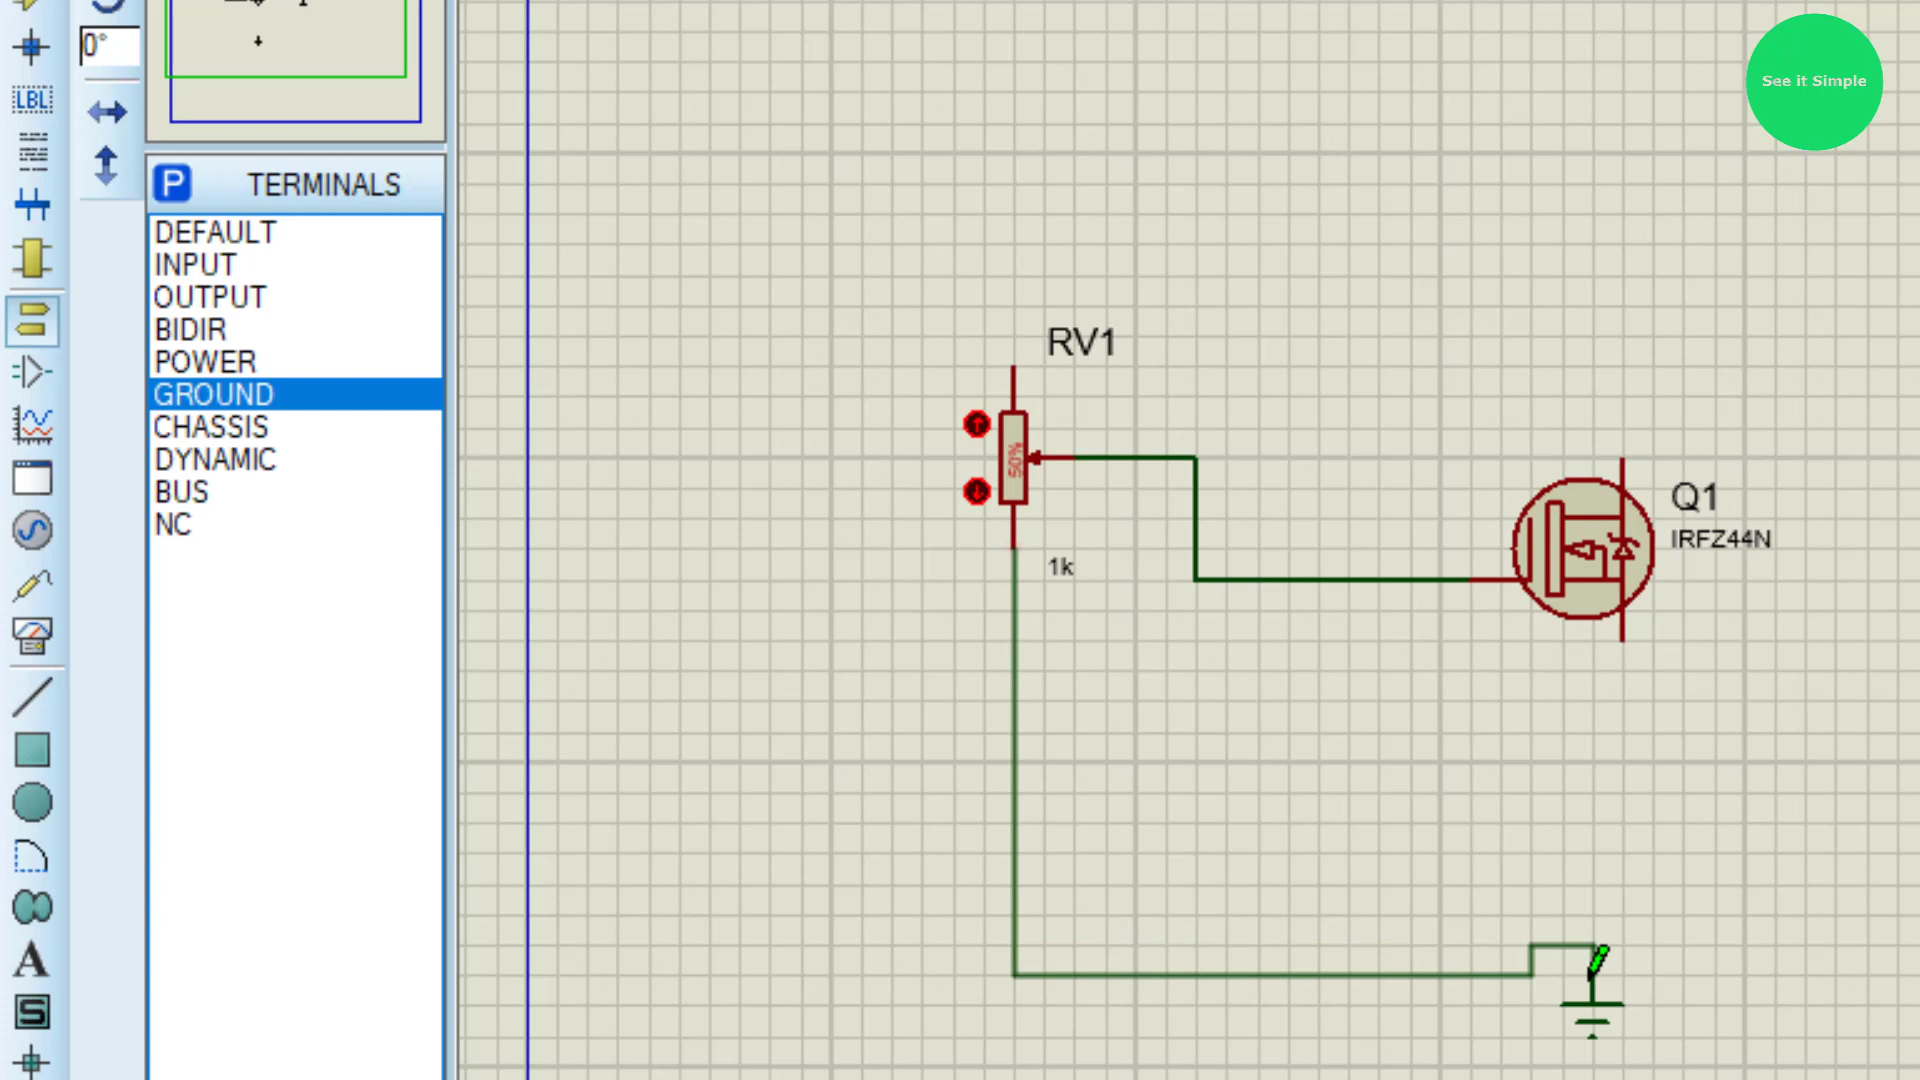 See it Simple
0°
LBL
P TERMINALS
DEFAULT
INPUT
OUTPUT
BIDIR
POWER
GROUND
CHASSIS
DYNAMIC
BUS
NC
A
S
RV1
50%
1k
Q1
IRFZ44N